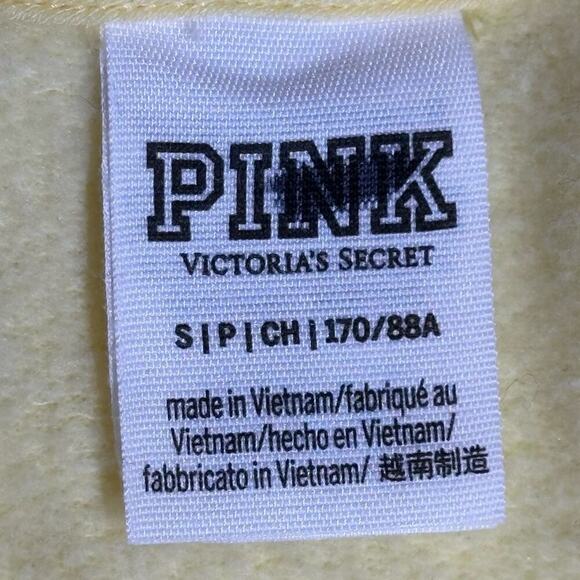 PINK
VICTORIA'S SECRET
S | P | CH | 170/88A
made in Vietnam/fabriqué au
Vietnam/hecho en Vietnam/
fabbricato in Vietnam/ 越南制造